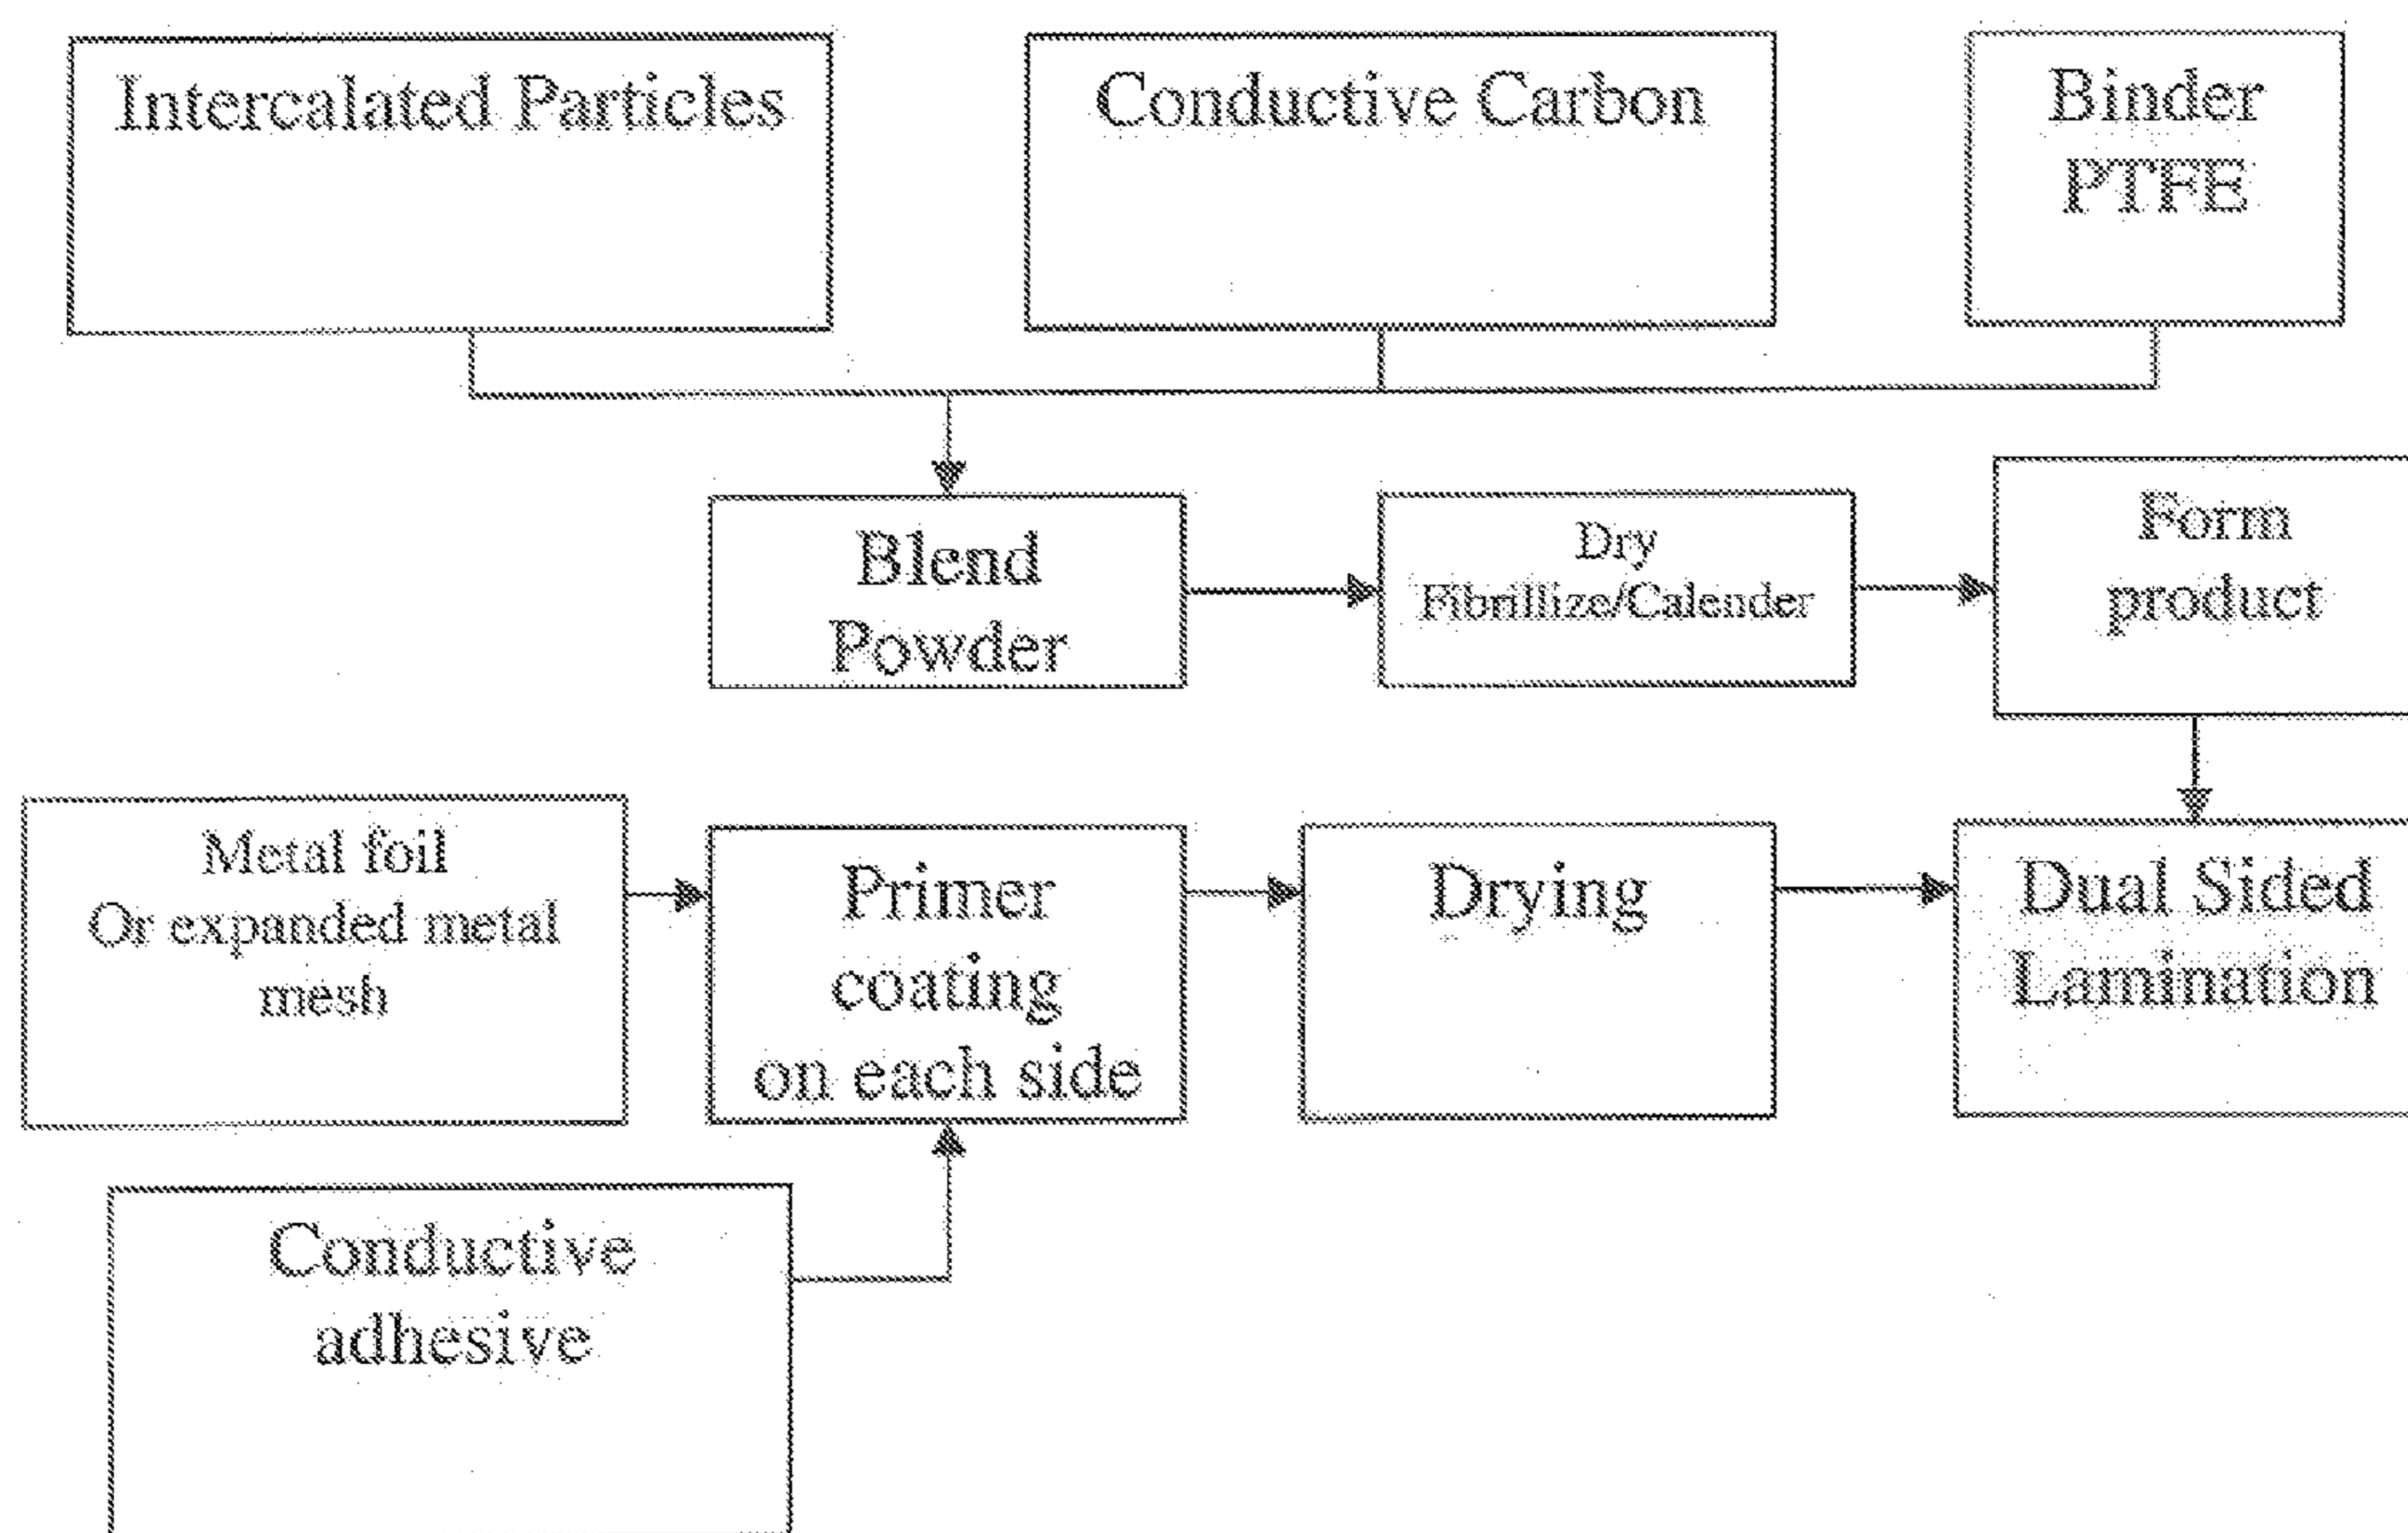 Intercalated Particles
Conductive Carbon
Binder
PTFE
Blend
Powder
Dry
Fibrillize/Calender
Form
product
Metal foil
Or expanded metal
mesh
Primer
coating
on each side
Drying
Dual Sided
Lamination
Conductive
adhesive